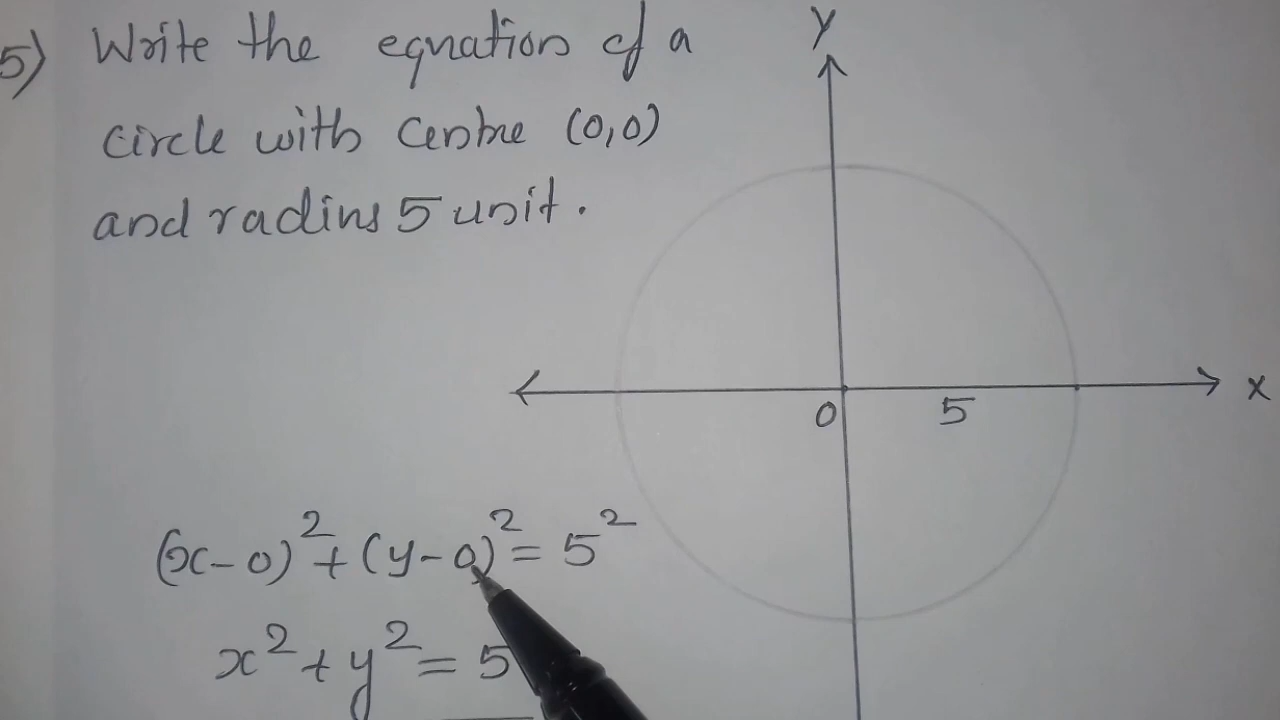 5) Write the equation of a
circle with centre (0,0)
and radius 5 unit.
Y
X
0 5
(x-0)²+(y-0)²=5²
x²+y²=5